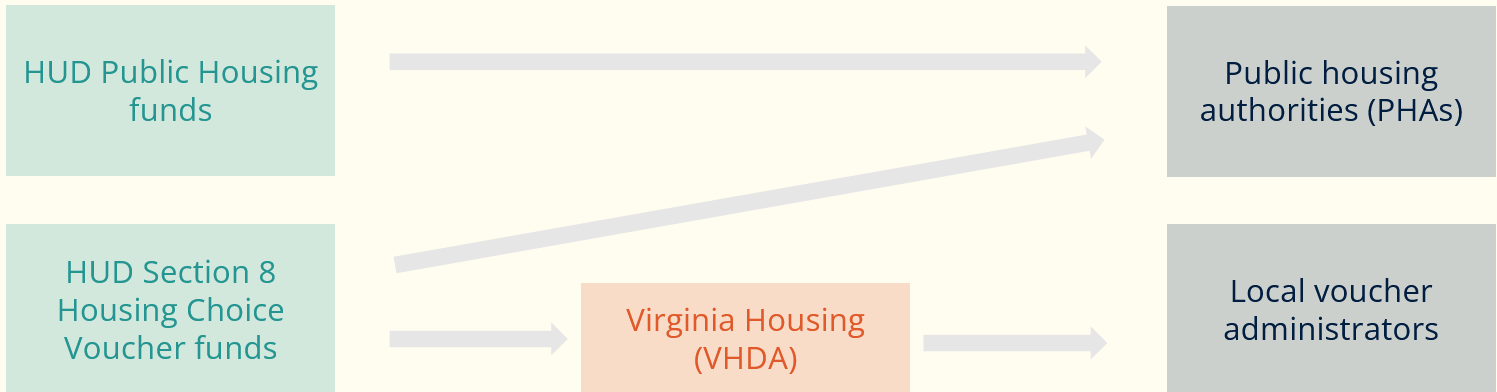 HUD Public Housing
funds
Public housing
authorities (PHAs)
HUD Section 8
Housing Choice
Voucher funds
Virginia Housing
(VHDA)
Local voucher
administrators